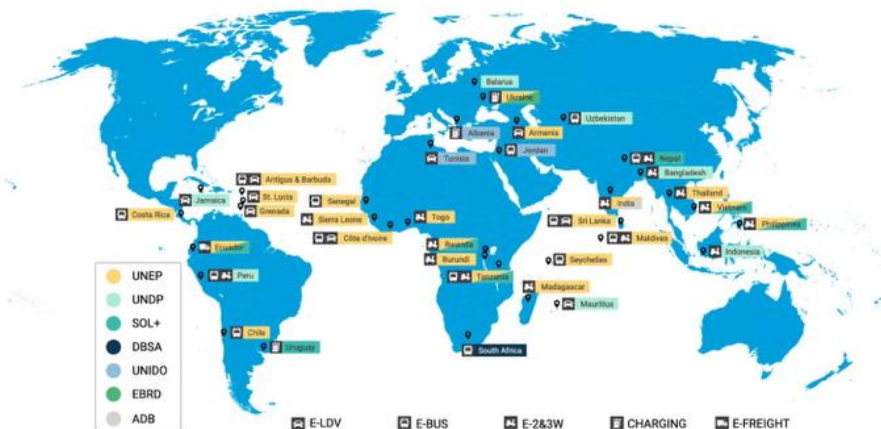 Belarus
Ukraine
Uzbekistan
Albania
Armenia
Tunisia
Jordan
Nepal
Bangladesh
Antigua & Barbuda
St. Lucia
Jamaica
Grenada
Costa Rica
Senegal
Sierra Leone
Togo
Côte d'Ivoire
India
Thailand
Vietnam
Sri Lanka
Philippines
Maldives
Indonesia
Ecuador
Peru
Rwanda
Burundi
Tanzania
Seychelles
Madagascar
Mauritius
Chile
Uruguay
South Africa
UNEP
UNDP
SOL+
DBSA
UNIDO
EBRD
ADB
E-LDV E-BUS E-2&3W CHARGING E-FREIGHT